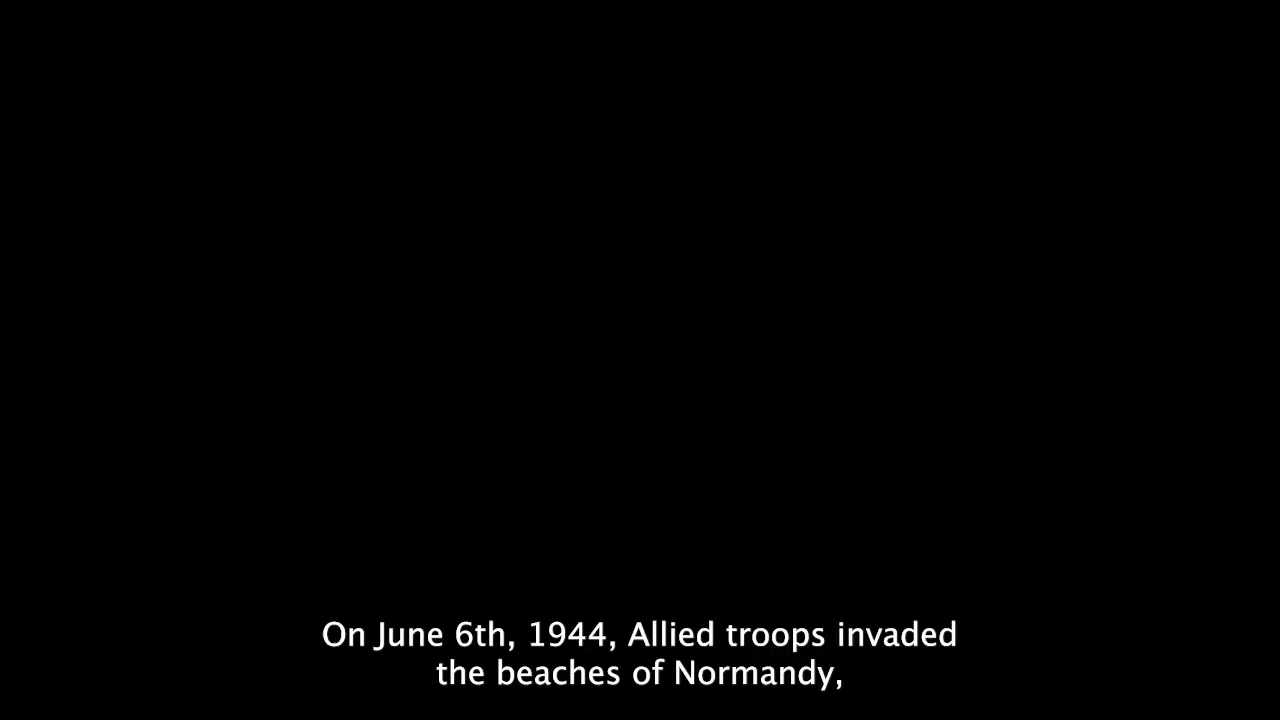 On June 6th, 1944, Allied troops invaded
the beaches of Normandy,